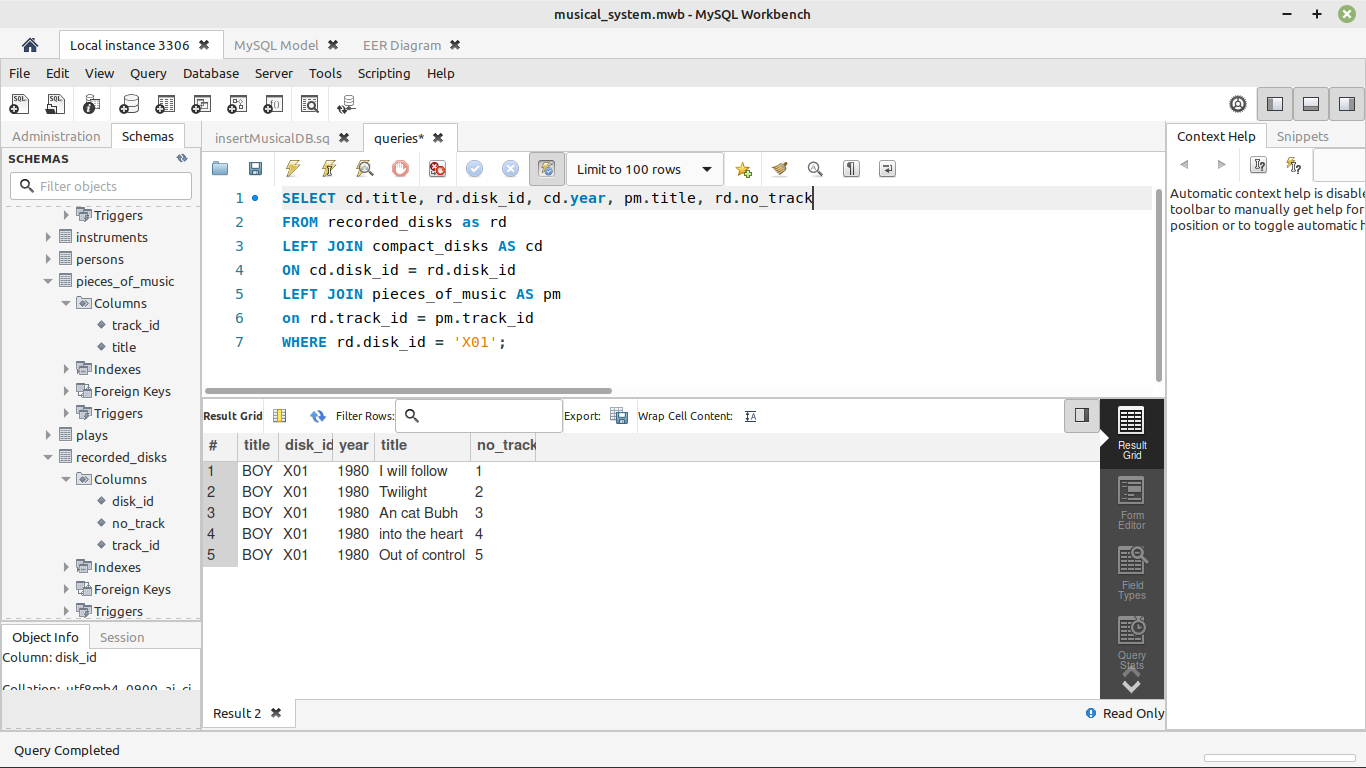 musical_system.mwb - MySQL Workbench
Local instance 3306 MySQL Model EER Diagram
File Edit View Query Database Server Tools Scripting Help
Administration Schemas
SCHEMAS
Filter objects
Triggers
instruments
persons
pieces_of_music
Columns
track_id
title
Indexes
Foreign Keys
Triggers
plays
recorded_disks
Columns
disk_id
no_track
track_id
Indexes
Foreign Keys
Triggers
Object Info Session
Column: disk_id
Collation: utf8mb4_0900_ai_ci
insertMusicalDB.sq queries*
Limit to 100 rows
1 SELECT cd.title, rd.disk_id, cd.year, pm.title, rd.no_track
2 FROM recorded_disks as rd
3 LEFT JOIN compact_disks AS cd
4 ON cd.disk_id = rd.disk_id
5 LEFT JOIN pieces_of_music AS pm
6 on rd.track_id = pm.track_id
7 WHERE rd.disk_id = 'X01';
Result Grid Filter Rows: Export: Wrap Cell Content:
# title disk_id year title no_track
1 BOY X01 1980 I will follow 1
2 BOY X01 1980 Twilight 2
3 BOY X01 1980 An cat Bubh 3
4 BOY X01 1980 into the heart 4
5 BOY X01 1980 Out of control 5
Result
Grid
Form
Editor
Field
Types
Query
Stats
Result 2
Read Only
Context Help Snippets
Automatic context help is disable
toolbar to manually get help for
position or to toggle automatic h
Query Completed